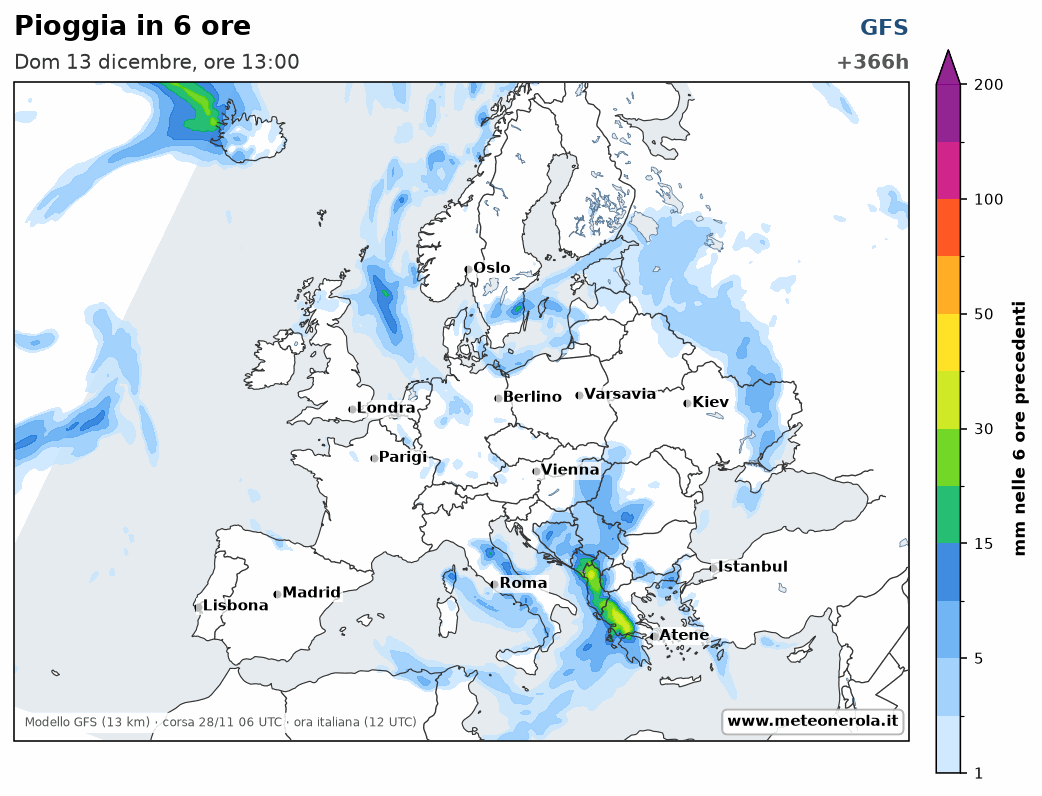 Pioggia in 6 ore
GFS
Dom 13 dicembre, ore 13:00
+366h
200
100
50
30
15
5
1
mm nelle 6 ore precedenti
Oslo
Londra
Berlino
Varsavia
Kiev
Parigi
Vienna
Istanbul
Roma
Madrid
Lisbona
Atene
Modello GFS (13 km) · corsa 28/11 06 UTC · ora italiana (12 UTC)
www.meteonerola.it